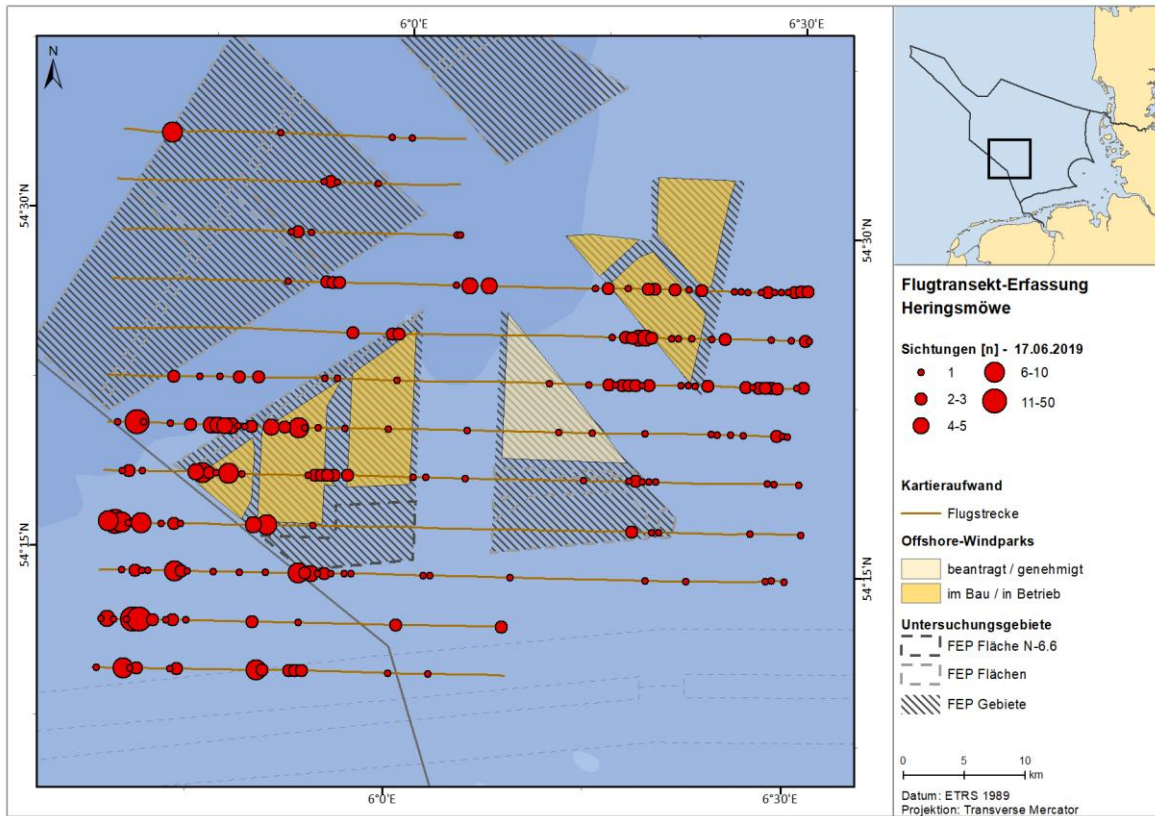 6°0'E
6°30'E
N
54°30'N
54°30'N
54°15'N
54°15'N
6°0'E
6°30'E
Flugtransekt-Erfassung
Heringsmöwe
Sichtungen [n] - 17.06.2019
1
6-10
2-3
11-50
4-5
Kartieraufwand
Flugstrecke
Offshore-Windparks
beantragt / genehmigt
im Bau / in Betrieb
Untersuchungsgebiete
FEP Fläche N-6.6
FEP Flächen
FEP Gebiete
0 5 10
km
Datum: ETRS 1989
Projektion: Transverse Mercator